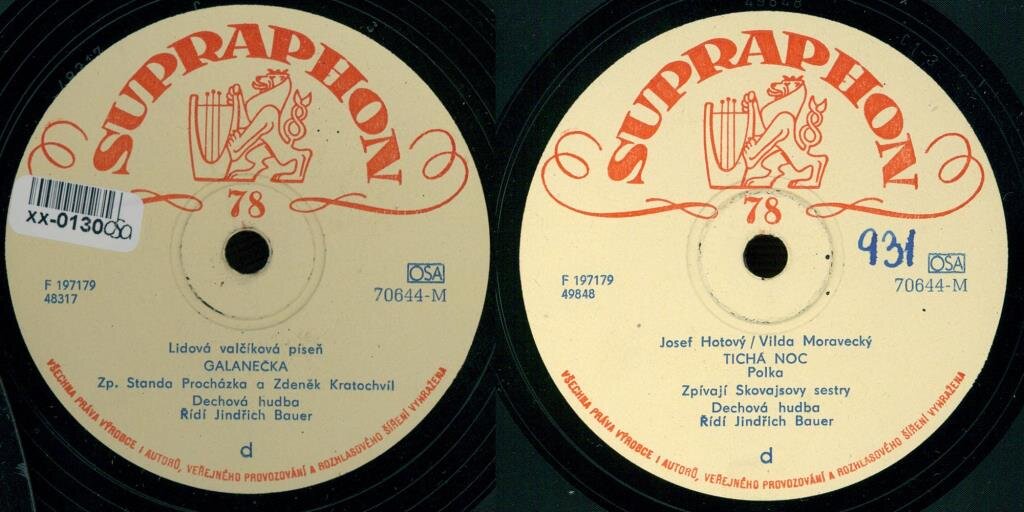 SUPRAPHON
78
XX-0130
OSA
F 197179
48317
70644-M
Lidová valčíková píseň
GALANEČKA
Zp. Standa Procházka a Zdeněk Kratochvíl
Dechová hudba
Řídí Jindřich Bauer
d
VŠECHNA PRÁVA VÝROBCE I AUTORŮ, VEŘEJNÉHO PROVOZOVÁNÍ A ROZHLASOVÉHO ŠÍŘENÍ VYHRAŽENA
49848
SUPRAPHON
78
931
OSA
F 197179
49848
70644-M
Josef Hotový / Vilda Moravecký
TICHÁ NOC
Polka
Zpívají Skovajsovy sestry
Dechová hudba
Řídí Jindřich Bauer
d
VŠECHNA PRÁVA VÝROBCE I AUTORŮ, VEŘEJNÉHO PROVOZOVÁNÍ A ROZHLASOVÉHO ŠÍŘENÍ VYHRAŽENA